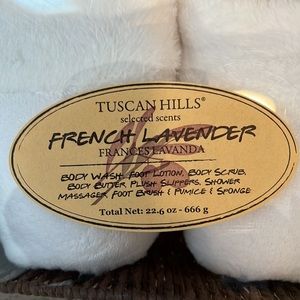 TUSCAN HILLS®
selected scents
FRENCH LAVENDER
FRANCES LAVANDA
BODY WASH, FOOT LOTION, BODY SCRUB,
BODY BUTTER PLUSH SLIPPERS, SHOWER
MASSAGER, FOOT BRUSH & PUMICE & SPONGE
Total Net: 22.6 oz - 666 g